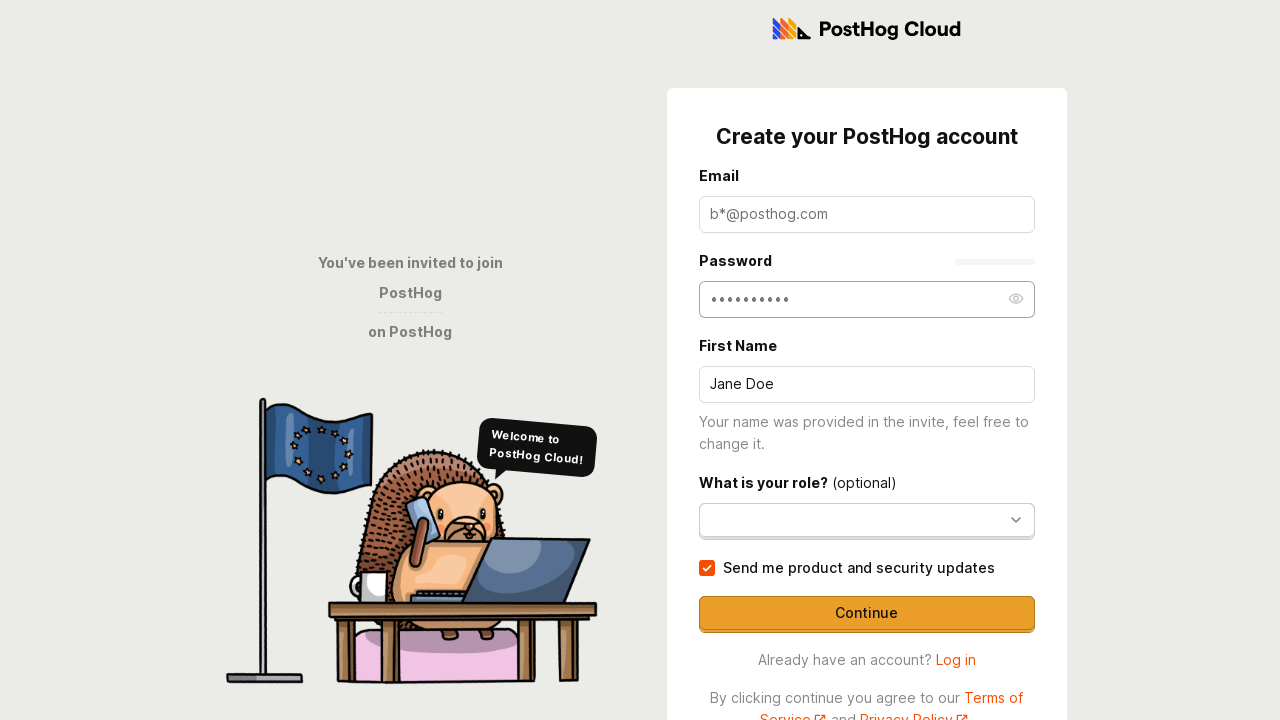 PostHog Cloud
Create your PostHog account
Email
b*@posthog.com
Password
••••••••••
First Name
Jane Doe
Your name was provided in the invite, feel free to
change it.
What is your role? (optional)
Send me product and security updates
Continue
Already have an account? Log in
By clicking continue you agree to our Terms of
Service and Privacy Policy
You've been invited to join
PostHog
on PostHog
Welcome to
PostHog Cloud!